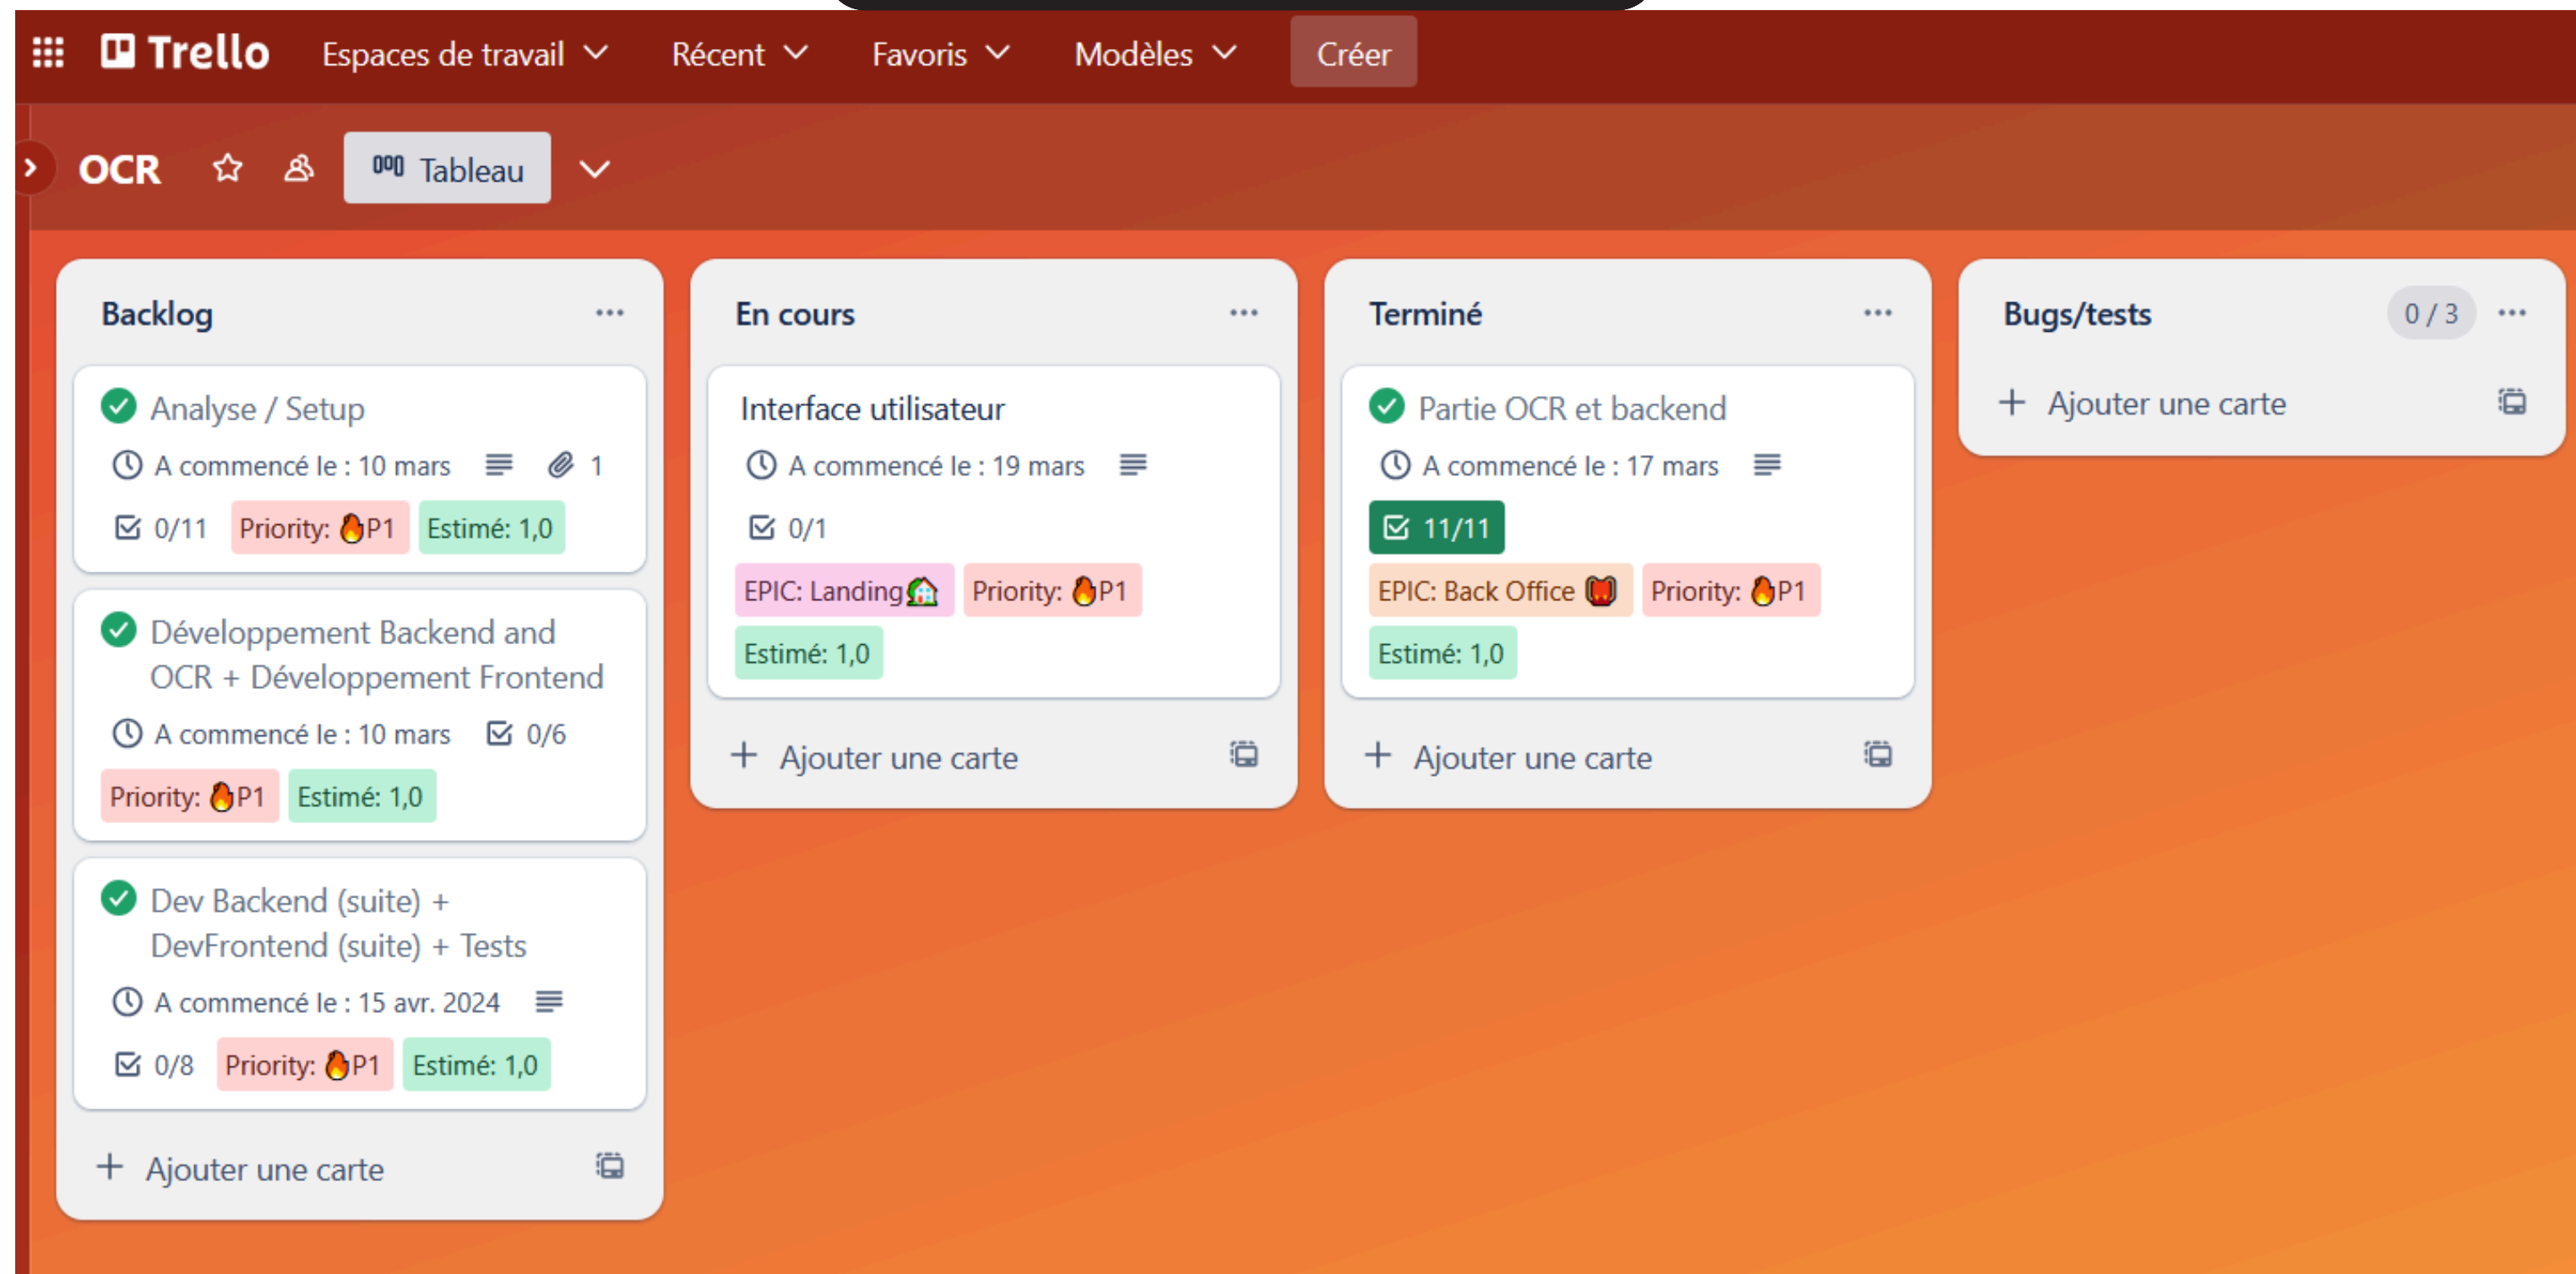 Trello Espaces de travail Récent Favoris Modèles Créer
OCR Tableau
Backlog
Analyse / Setup
A commencé le : 10 mars 1
0/11 Priority: 🔥P1 Estimé: 1,0
Développement Backend and
OCR + Développement Frontend
A commencé le : 10 mars 0/6
Priority: 🔥P1 Estimé: 1,0
Dev Backend (suite) +
DevFrontend (suite) + Tests
A commencé le : 15 avr. 2024
0/8 Priority: 🔥P1 Estimé: 1,0
+ Ajouter une carte
En cours
Interface utilisateur
A commencé le : 19 mars
0/1
EPIC: Landing🏡 Priority: 🔥P1
Estimé: 1,0
+ Ajouter une carte
Terminé
Partie OCR et backend
A commencé le : 17 mars
11/11
EPIC: Back Office 🎒 Priority: 🔥P1
Estimé: 1,0
+ Ajouter une carte
Bugs/tests 0 / 3
+ Ajouter une carte